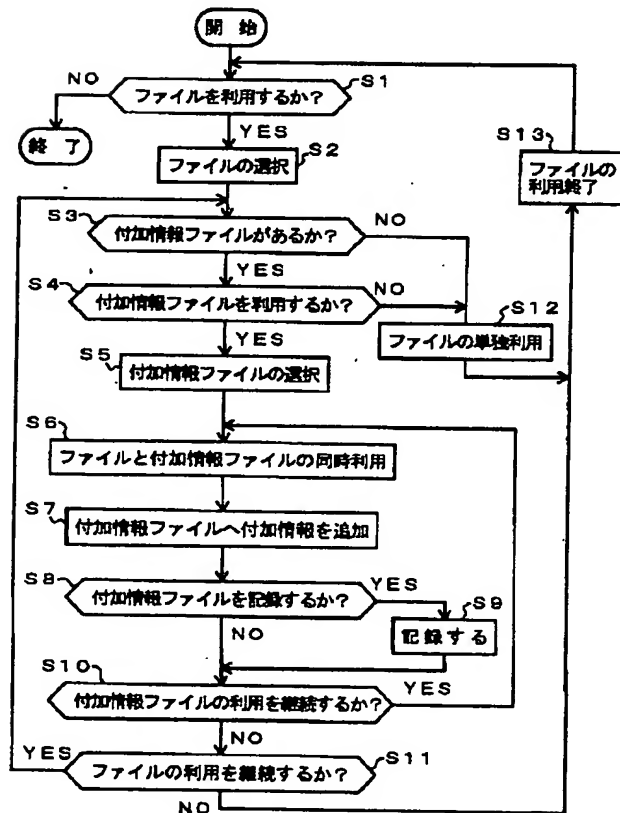 開始
S1
NO
ファイルを利用するか？
終了
YES
S2
ファイルの選択
S13
ファイルの
利用終了
S3
付加情報ファイルがあるか？
NO
YES
S4
付加情報ファイルを利用するか？
NO
YES
S12
ファイルの単独利用
S5
付加情報ファイルの選択
S6
ファイルと付加情報ファイルの同時利用
S7
付加情報ファイルへ付加情報を追加
S8
付加情報ファイルを記録するか？
YES
S9
記録する
NO
S10
付加情報ファイルの利用を継続するか？
YES
NO
YES
S11
ファイルの利用を継続するか？
NO